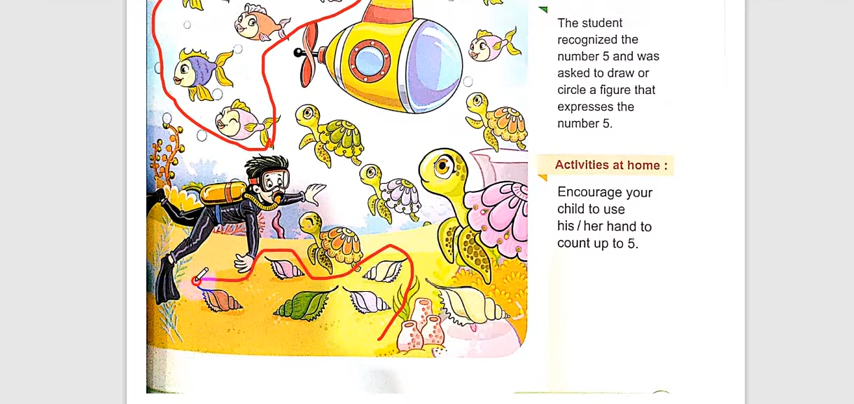 The student
recognized the
number 5 and was
asked to draw or
circle a figure that
expresses the
number 5.
Activities at home :
Encourage your
child to use
his / her hand to
count up to 5.